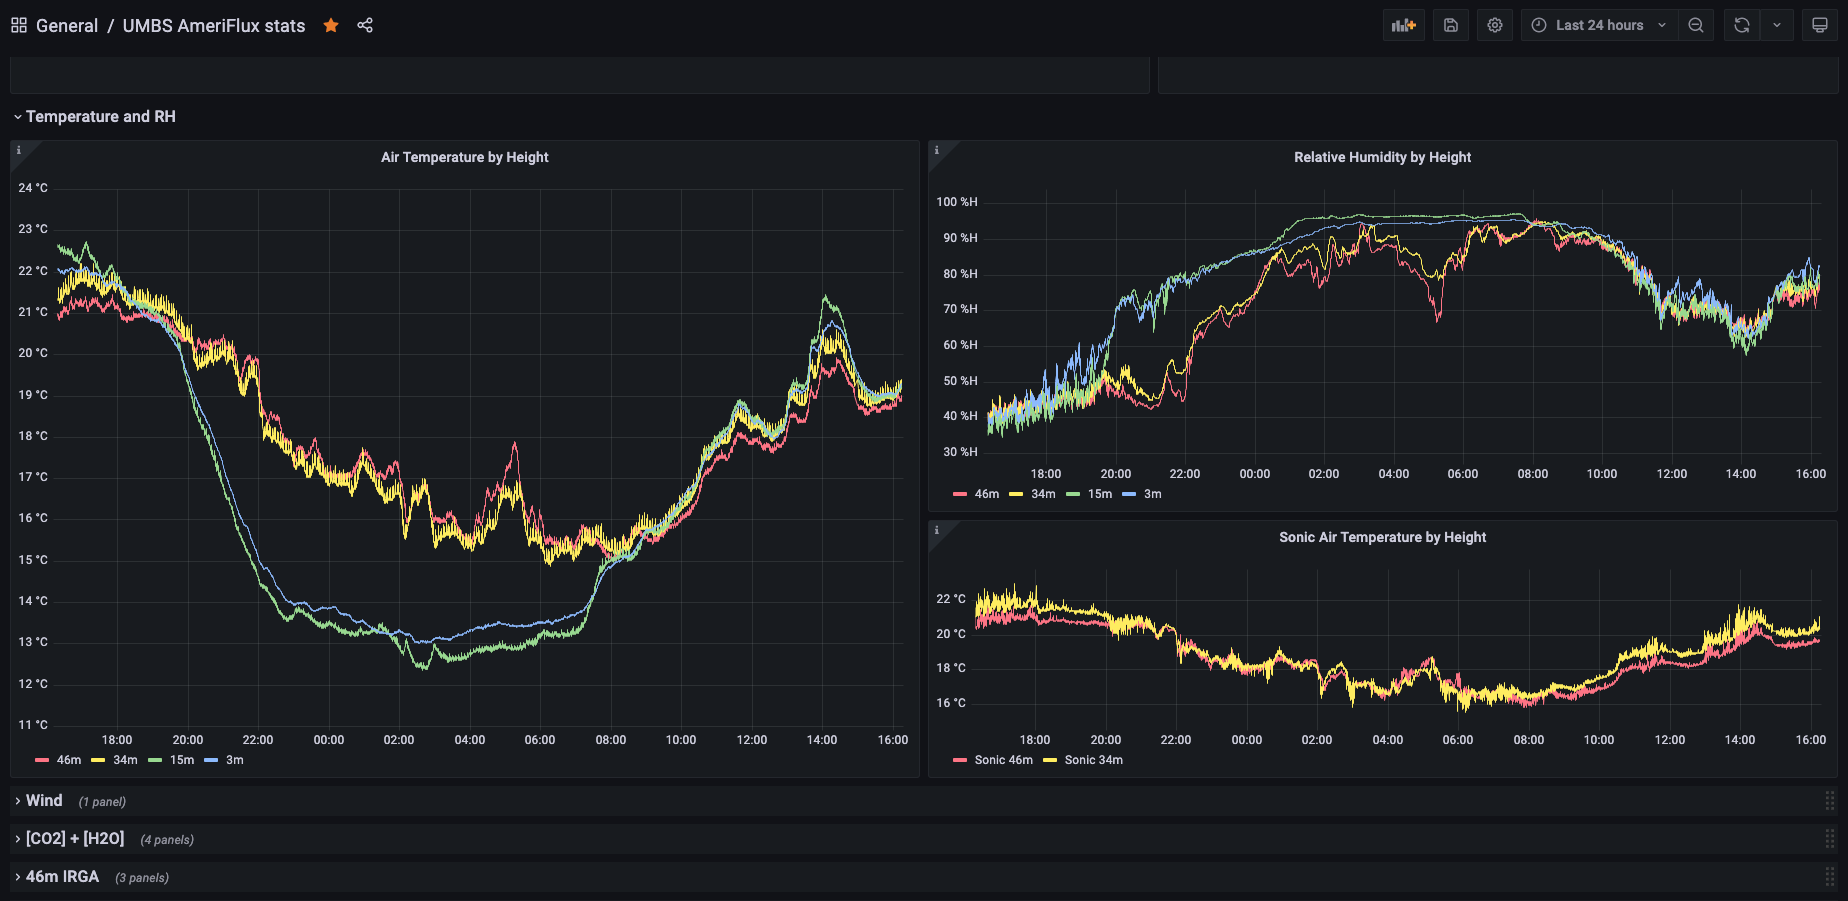 General / UMBS AmeriFlux stats
Last 24 hours
Temperature and RH
Air Temperature by Height
24 °C
23 °C
22 °C
21 °C
20 °C
19 °C
18 °C
17 °C
16 °C
15 °C
14 °C
13 °C
12 °C
11 °C
18:00 20:00 22:00 00:00 02:00 04:00 06:00 08:00 10:00 12:00 14:00 16:00
46m 34m 15m 3m
Relative Humidity by Height
100 %H
90 %H
80 %H
70 %H
60 %H
50 %H
40 %H
30 %H
18:00 20:00 22:00 00:00 02:00 04:00 06:00 08:00 10:00 12:00 14:00 16:00
46m 34m 15m 3m
Sonic Air Temperature by Height
22 °C
20 °C
18 °C
16 °C
18:00 20:00 22:00 00:00 02:00 04:00 06:00 08:00 10:00 12:00 14:00 16:00
Sonic 46m Sonic 34m
Wind (1 panel)
[CO2] + [H2O] (4 panels)
46m IRGA (3 panels)